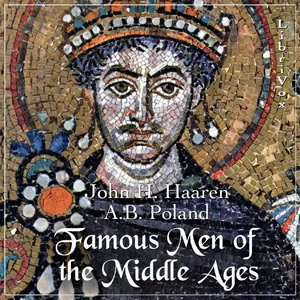 LibriVox
John H. Haaren
A.B. Poland
Famous Men of
the Middle Ages